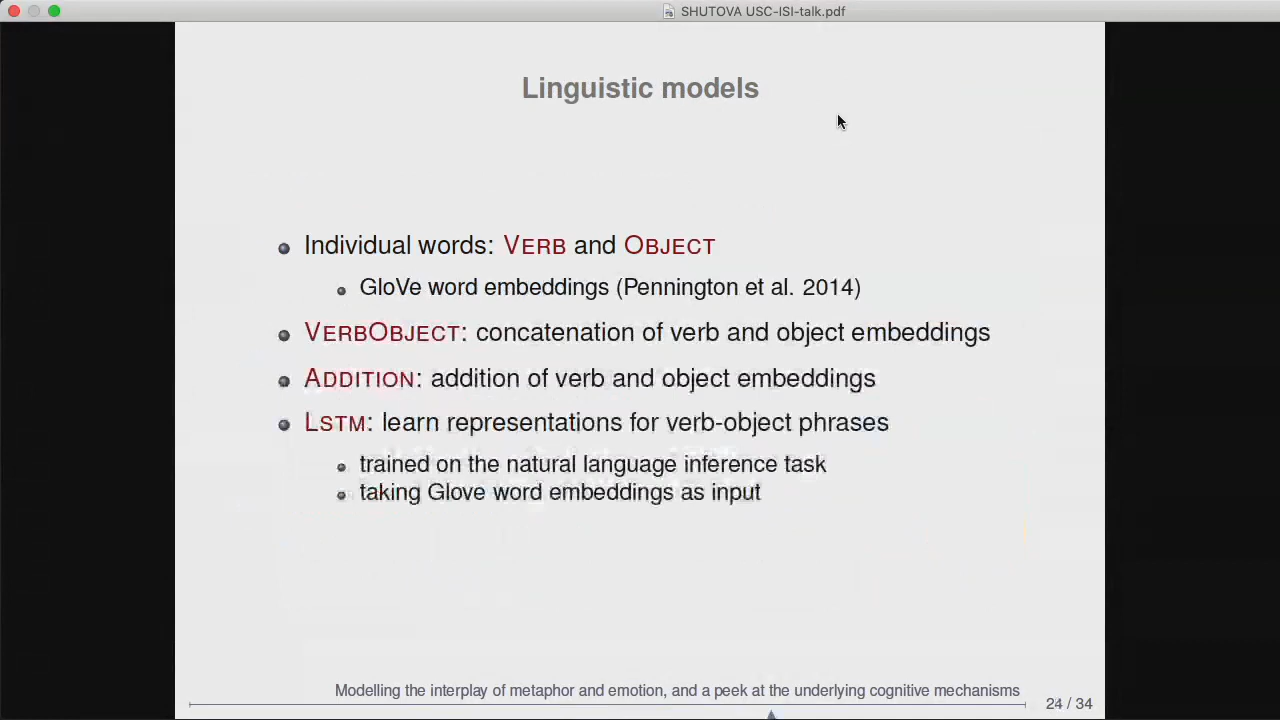 SHUTOVA USC-ISI-talk.pdf
Linguistic models
Individual words: VERB and OBJECT
GloVe word embeddings (Pennington et al. 2014)
VERBOBJECT: concatenation of verb and object embeddings
ADDITION: addition of verb and object embeddings
LSTM: learn representations for verb-object phrases
trained on the natural language inference task
taking Glove word embeddings as input
Modelling the interplay of metaphor and emotion, and a peek at the underlying cognitive mechanisms
24 / 34